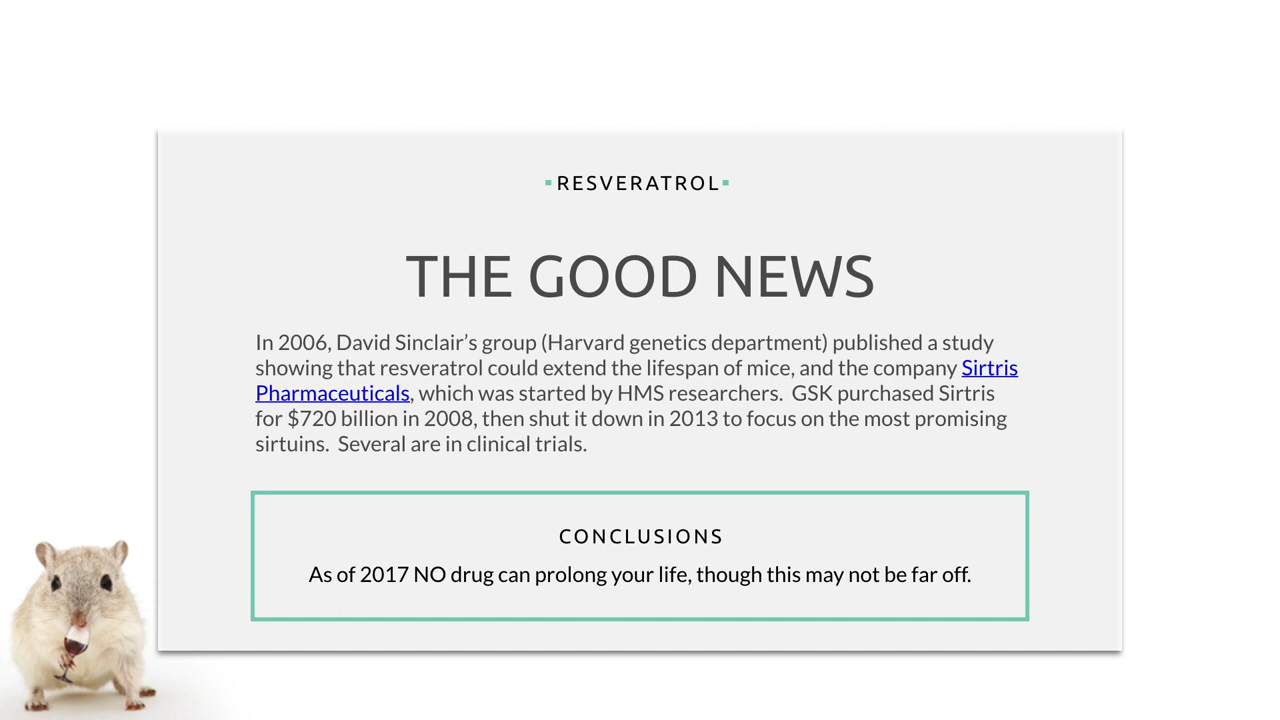 RESVERATROL
THE GOOD NEWS
In 2006, David Sinclair’s group (Harvard genetics department) published a study
showing that resveratrol could extend the lifespan of mice, and the company Sirtris
Pharmaceuticals, which was started by HMS researchers.  GSK purchased Sirtris
for $720 billion in 2008, then shut it down in 2013 to focus on the most promising
sirtuins.  Several are in clinical trials.
CONCLUSIONS
As of 2017 NO drug can prolong your life, though this may not be far off.